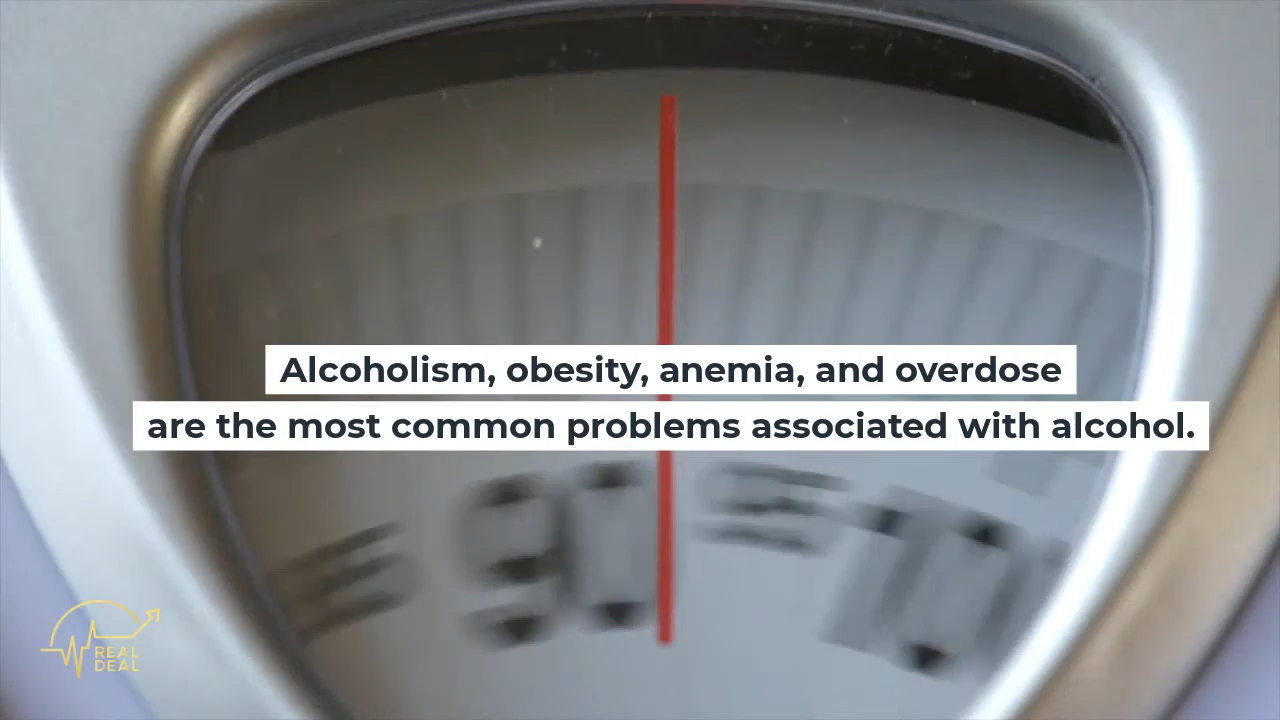 Alcoholism, obesity, anemia, and overdose
are the most common problems associated with alcohol.
REAL
DEAL